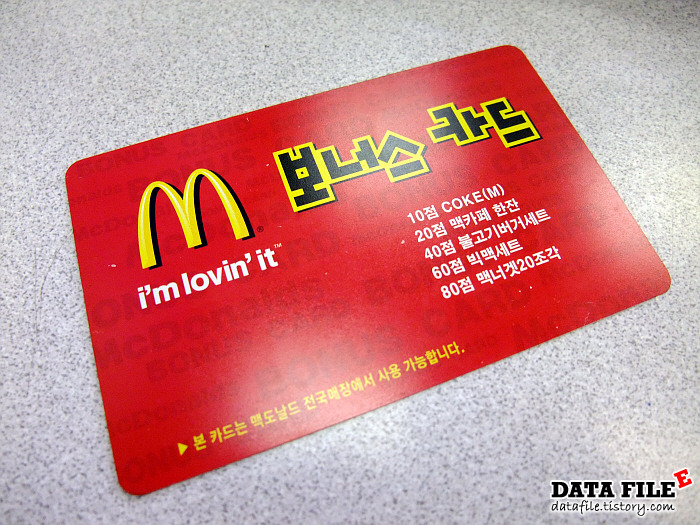 보너스 카드
i'm lovin' it™
10점 COKE(M)
20점 맥카페 한잔
40점 불고기버거세트
60점 빅맥세트
80점 맥너겟20조각
▶ 본 카드는 맥도날드 전국매장에서 사용 가능합니다.
DATA FILE E
datafile.tistory.com